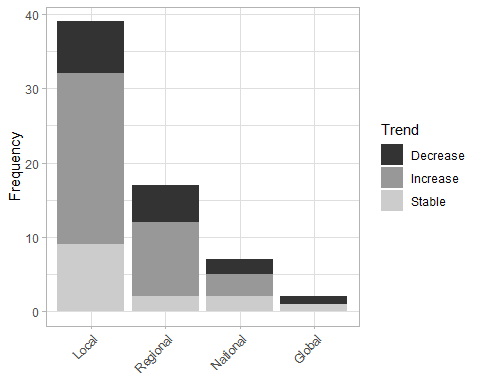 40
30
20
10
0
Frequency
Local
Regional
National
Global
Trend
Decrease
Increase
Stable